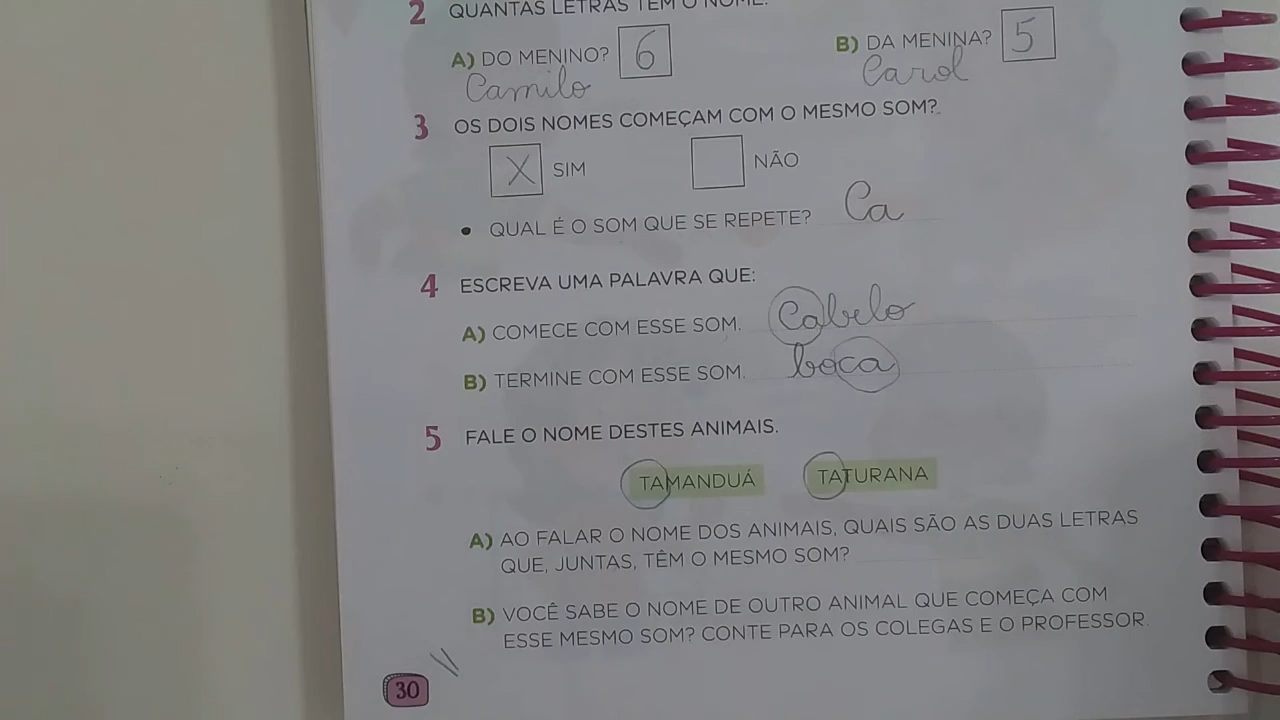 2 QUANTAS LETRAS TÊM O NOME:
A) DO MENINO? 6 B) DA MENINA? 5
Camilo Carol
3 OS DOIS NOMES COMEÇAM COM O MESMO SOM?
X SIM NÃO
• QUAL É O SOM QUE SE REPETE? Ca
4 ESCREVA UMA PALAVRA QUE:
A) COMECE COM ESSE SOM. Cabelo
B) TERMINE COM ESSE SOM. boca
5 FALE O NOME DESTES ANIMAIS.
TAMANDUÁ TATURANA
A) AO FALAR O NOME DOS ANIMAIS, QUAIS SÃO AS DUAS LETRAS
QUE, JUNTAS, TÊM O MESMO SOM?
B) VOCÊ SABE O NOME DE OUTRO ANIMAL QUE COMEÇA COM
ESSE MESMO SOM? CONTE PARA OS COLEGAS E O PROFESSOR.
30